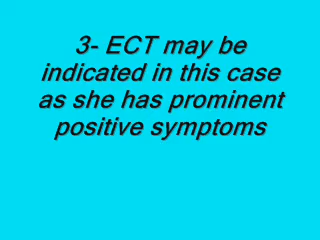 3- ECT may be
indicated in this case
as she has prominent
positive symptoms